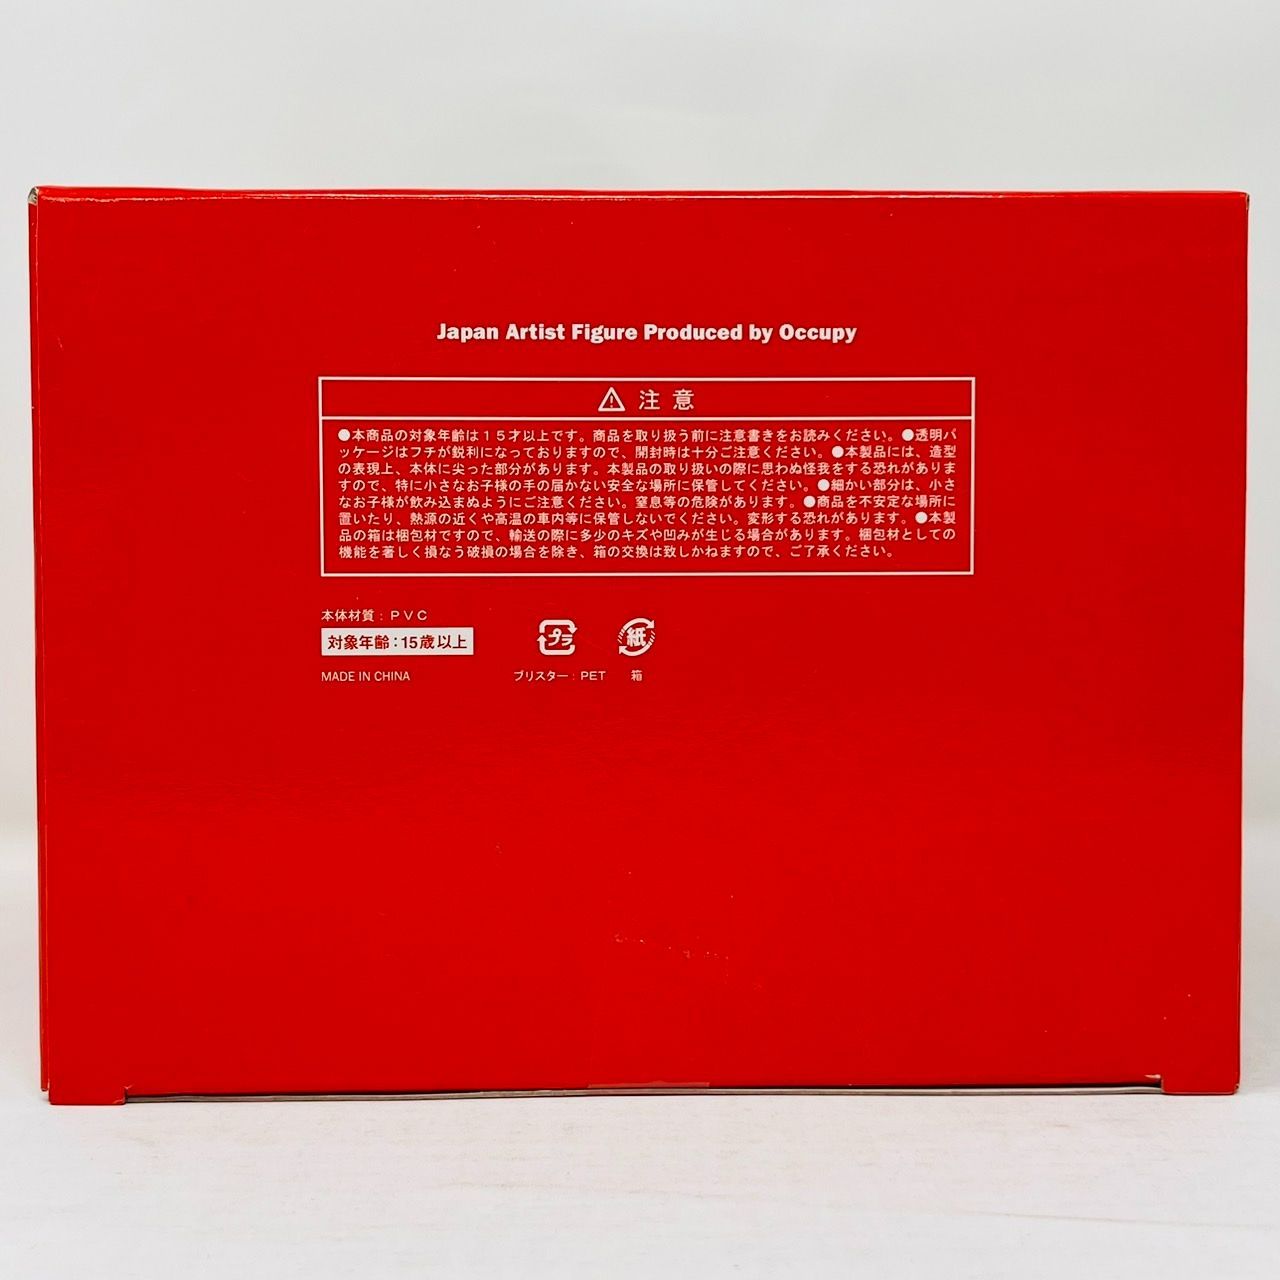 Japan Artist Figure Produced by Occupy
注意
●本商品の対象年齢は15才以上です。商品を取り扱う前に注意書きをお読みください。●透明パ
ッケージはフチが鋭利になっておりますので、開封時は十分ご注意ください。●本製品には、造型
の表現上、本体に尖った部分があります。本製品の取り扱いの際に思わぬ怪我をする恐れがありま
すので、特に小さなお子様の手の届かない安全な場所に保管してください。●細かい部分は、小さ
なお子様が飲み込まぬようにご注意ください。窒息等の危険があります。●商品を不安定な場所に
置いたり、熱源の近くや高温の車内等に保管しないでください。変形する恐れがあります。●本製
品の箱は梱包材ですので、輸送の際に多少のキズや凹みが生じる場合があります。梱包材としての
機能を著しく損なう破損の場合を除き、箱の交換は致しかねますので、ご了承ください。
本体材質：PVC
対象年齢：15歳以上
MADE IN CHINA
プラ
ブリスター：PET
紙
箱